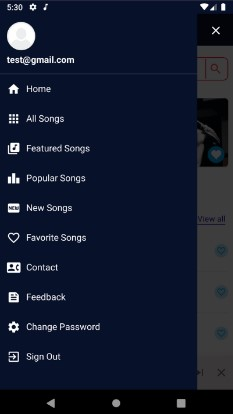 5:30
test@gmail.com
Home
All Songs
Featured Songs
Popular Songs
NEW New Songs
Favorite Songs
Contact
Feedback
Change Password
Sign Out
View all